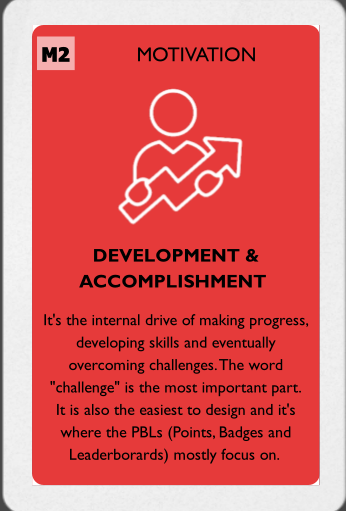 M2 MOTIVATION
DEVELOPMENT &
ACCOMPLISHMENT
It's the internal drive of making progress,
developing skills and eventually
overcoming challenges. The word
"challenge" is the most important part.
It is also the easiest to design and it's
where the PBLs (Points, Badges and
Leaderborards) mostly focus on.